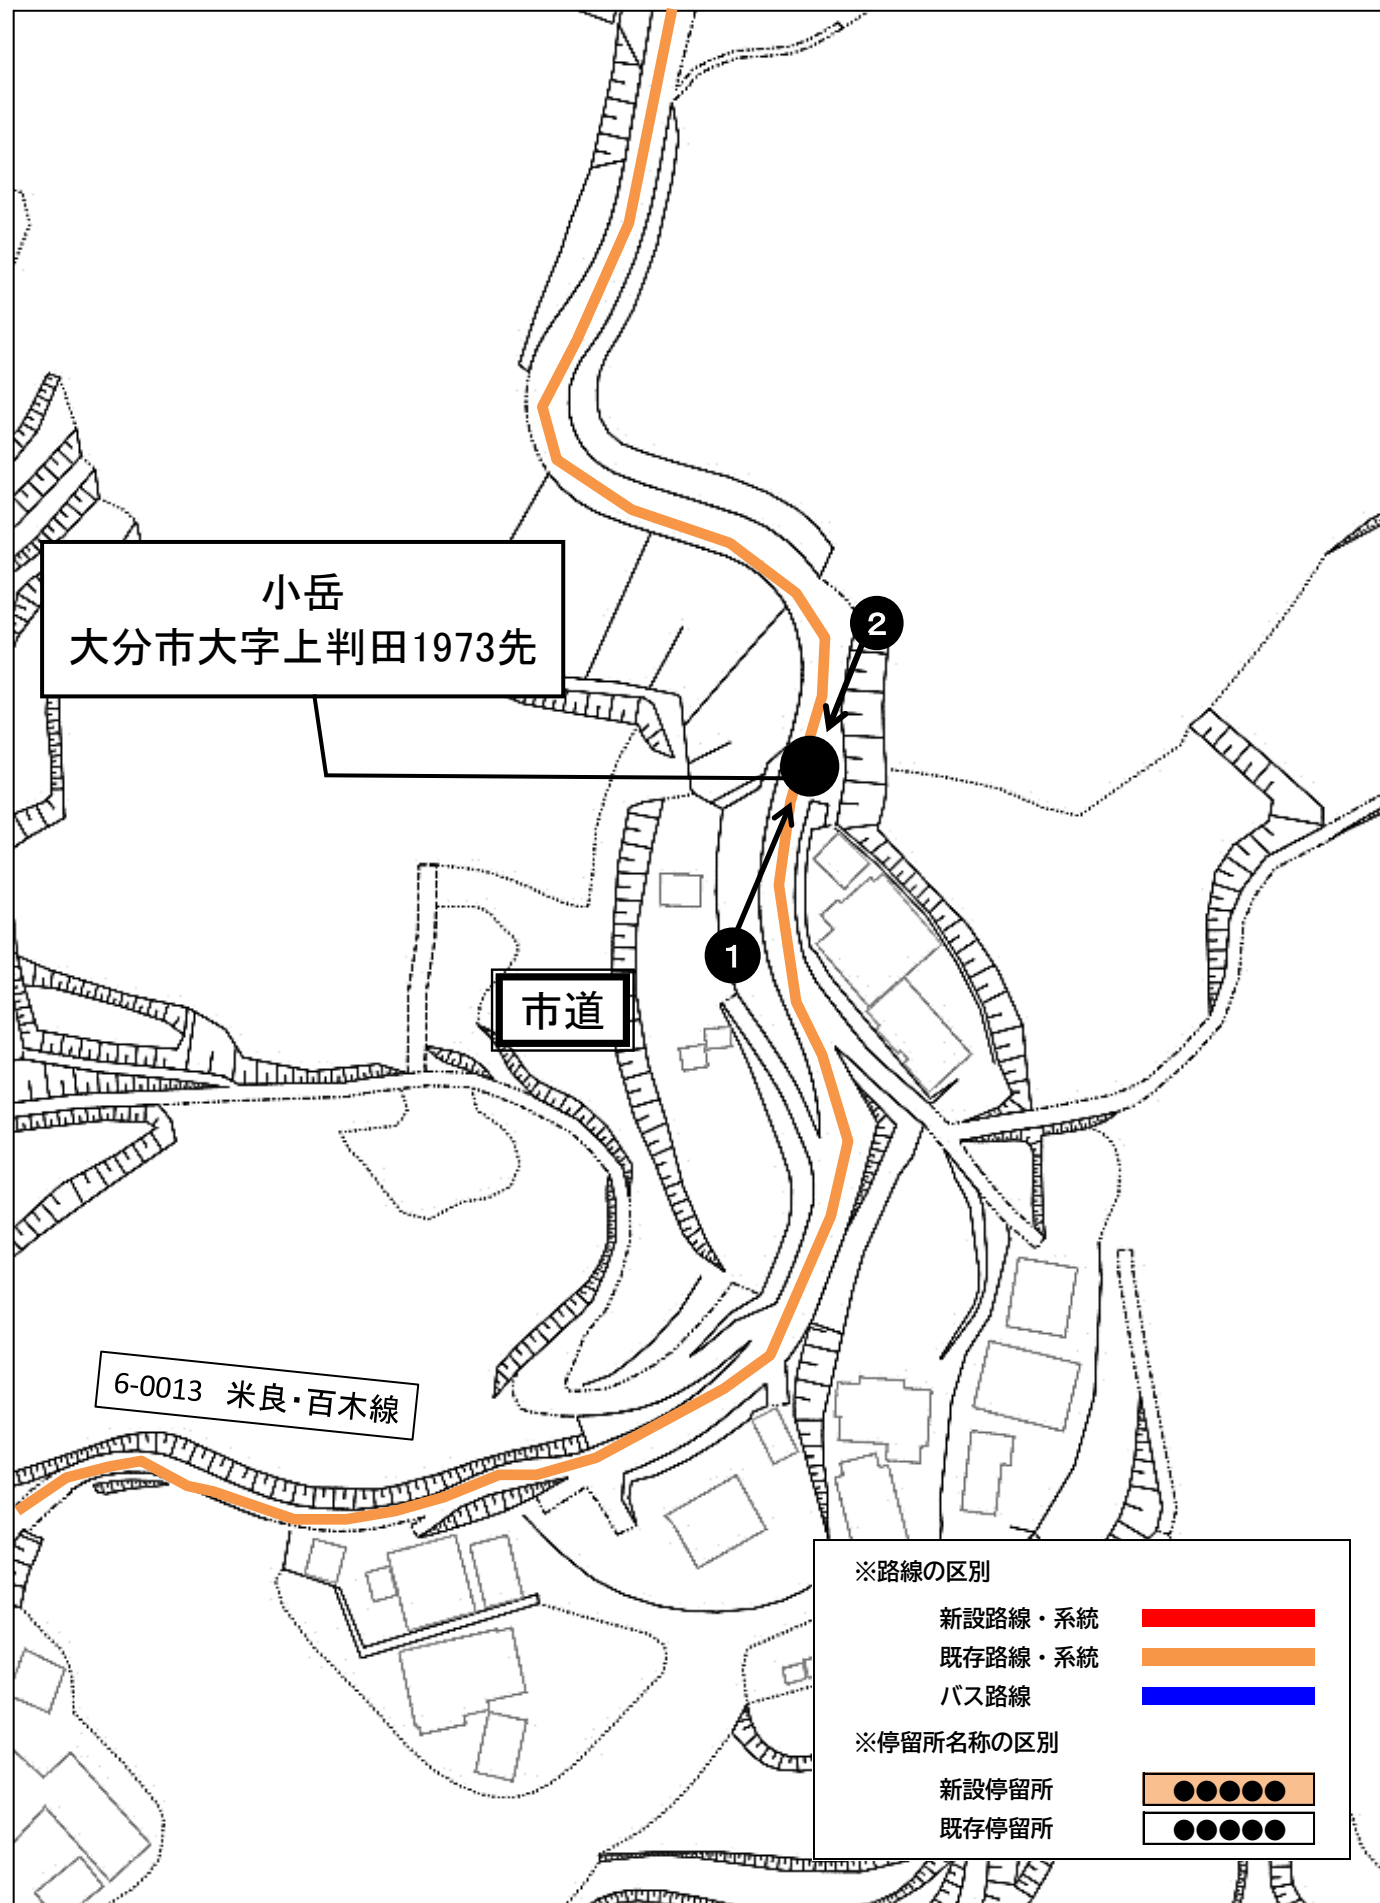 小岳
大分市大字上判田1973先
2
1
市道
6-0013 米良・百木線
※路線の区別
新設路線・系統
既存路線・系統
バス路線
※停留所名称の区別
新設停留所 ●●●●●
既存停留所 ●●●●●